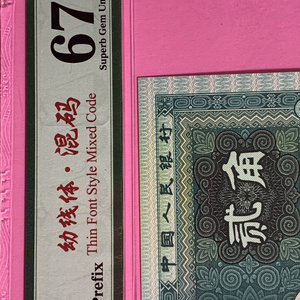 67
Superb Gem Un
幼线体·混码
Thin Font Style Mixed Code
Prefix
中国人民银行
贰角